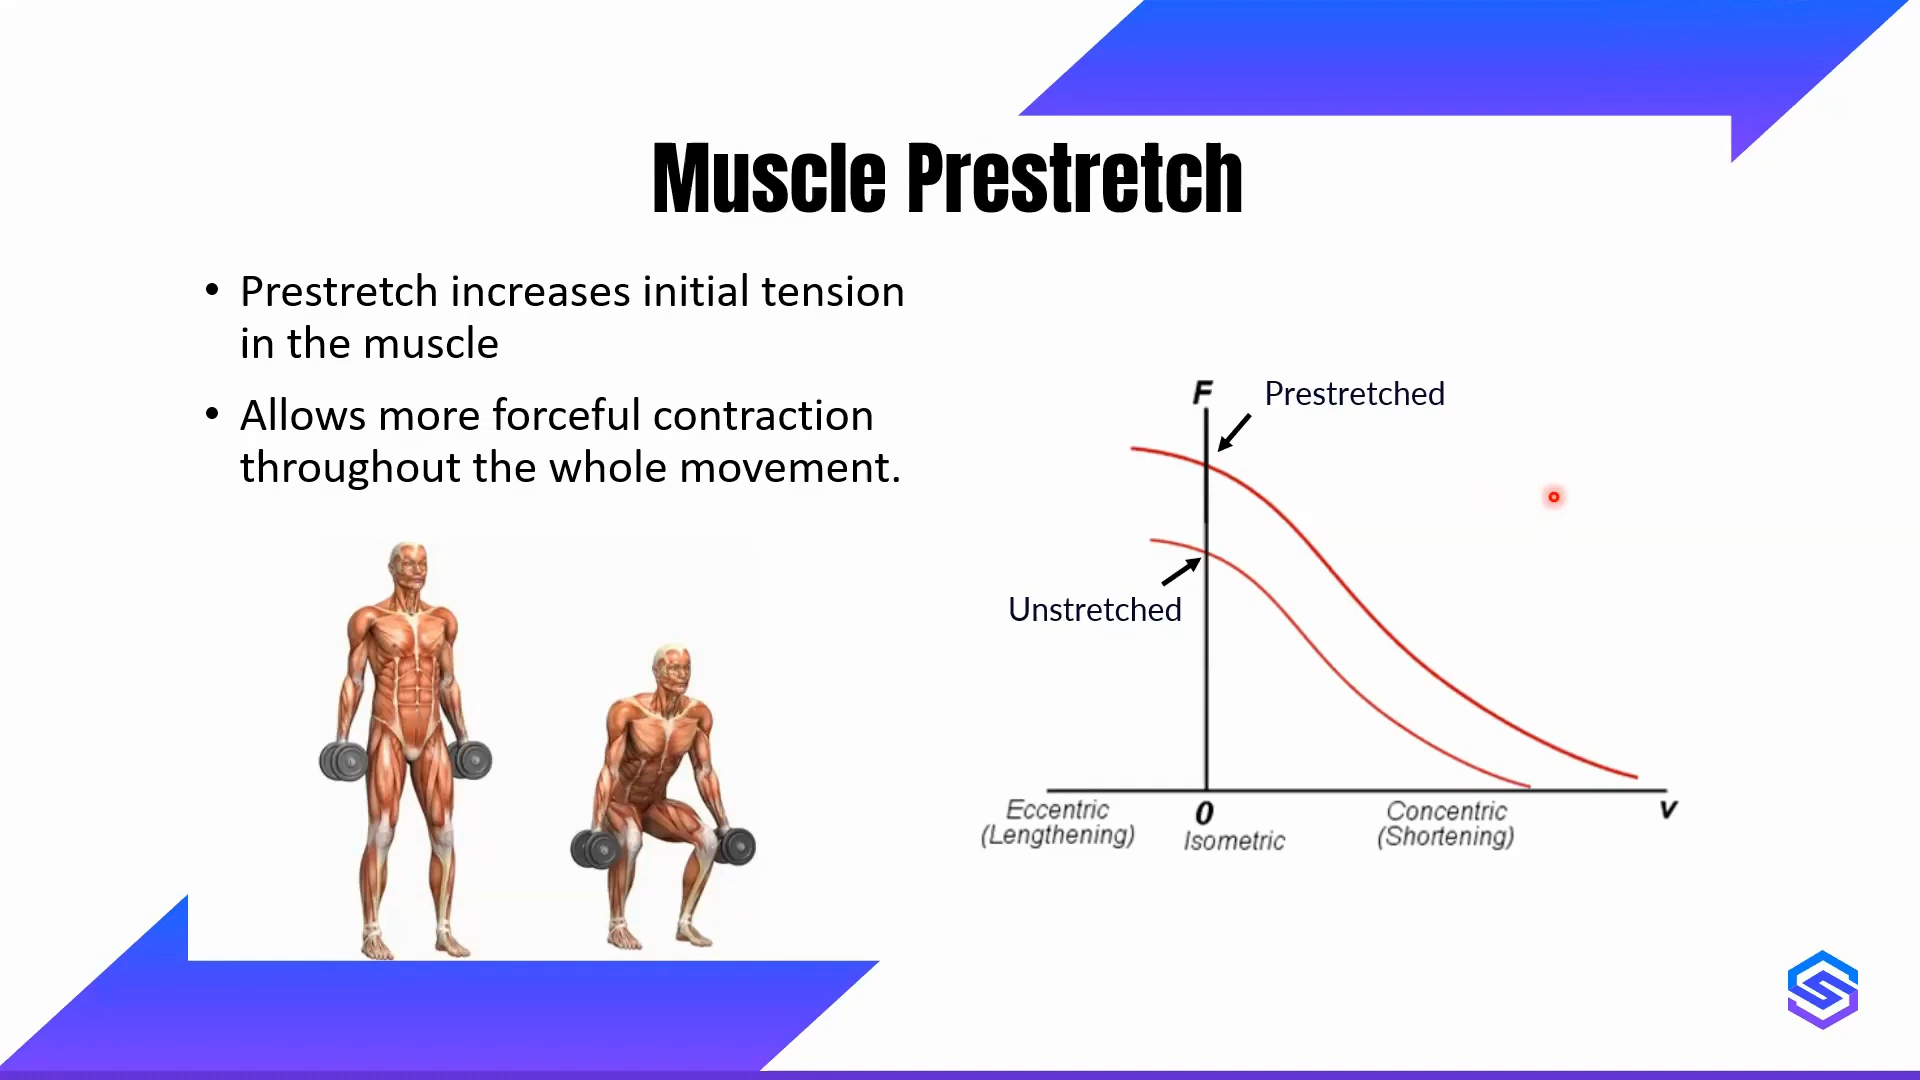 Muscle Prestretch
• Prestretch increases initial tension
in the muscle
• Allows more forceful contraction
throughout the whole movement.
F
Prestretched
Unstretched
Eccentric
(Lengthening)
0
Isometric
Concentric
(Shortening)
v